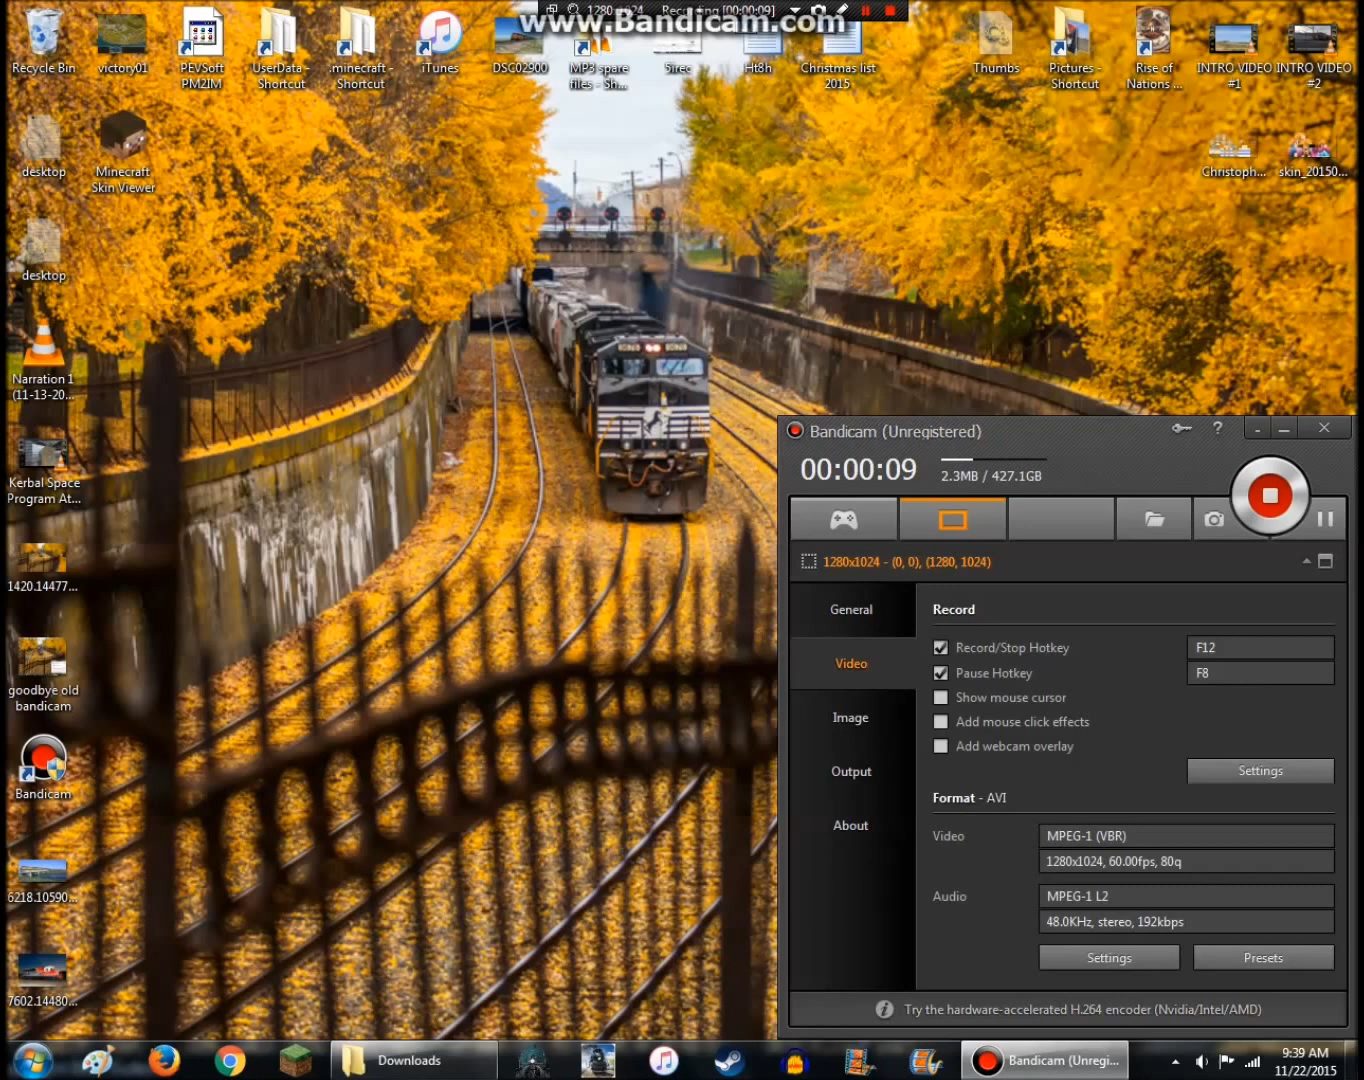 1280x1024 Recording [00:00:09]
www.Bandicam.com
Recycle Bin
victory01
PEVSoft
PM2IM
UserData -
Shortcut
.minecraft -
Shortcut
iTunes
DSC02900
MP3 spare
files - Sh...
5irec
Ht8h
Christmas list
2015
Thumbs
Pictures -
Shortcut
Rise of
Nations ...
INTRO VIDEO
#1
INTRO VIDEO
#2
desktop
Minecraft
Skin Viewer
Christoph...
skin_20150...
desktop
Narration 1
(11-13-20...
Kerbal Space
Program At...
1420.14477...
goodbye old
bandicam
Bandicam
6218.10590...
7602.14480...
Bandicam (Unregistered)
?
00:00:09
2.3MB / 427.1GB
1280x1024 - (0, 0), (1280, 1024)
General
Video
Image
Output
About
Record
Record/Stop Hotkey F12
Pause Hotkey F8
Show mouse cursor
Add mouse click effects
Add webcam overlay
Settings
Format - AVI
Video MPEG-1 (VBR)
1280x1024, 60.00fps, 80q
Audio MPEG-1 L2
48.0KHz, stereo, 192kbps
Settings Presets
Try the hardware-accelerated H.264 encoder (Nvidia/Intel/AMD)
Downloads
Bandicam (Unregi...
9:39 AM
11/22/2015